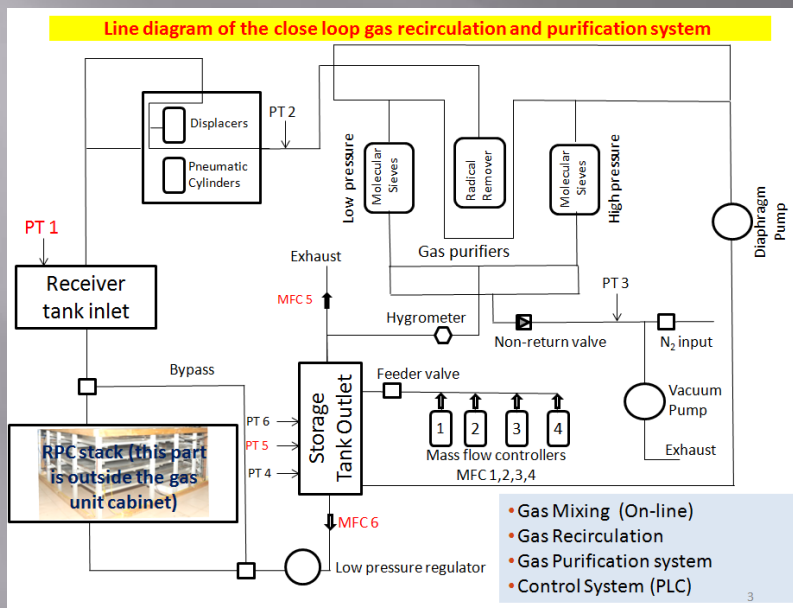 Line diagram of the close loop gas recirculation and purification system
Displacers
Pneumatic
Cylinders
PT 2
Low pressure
Molecular
Sieves
Radical
Remover
Molecular
Sieves
High pressure
Diaphragm
Pump
PT 1
Receiver
tank inlet
Gas purifiers
Exhaust
MFC 5
Hygrometer
PT 3
Non-return valve
N₂ input
Bypass
Feeder valve
Vacuum
Pump
Exhaust
Storage
Tank Outlet
PT 6
PT 5
PT 4
1
2
3
4
Mass flow controllers
MFC 1,2,3,4
RPC stack (this part
is outside the gas
unit cabinet)
MFC 6
Low pressure regulator
• Gas Mixing (On-line)
• Gas Recirculation
• Gas Purification system
• Control System (PLC)
3